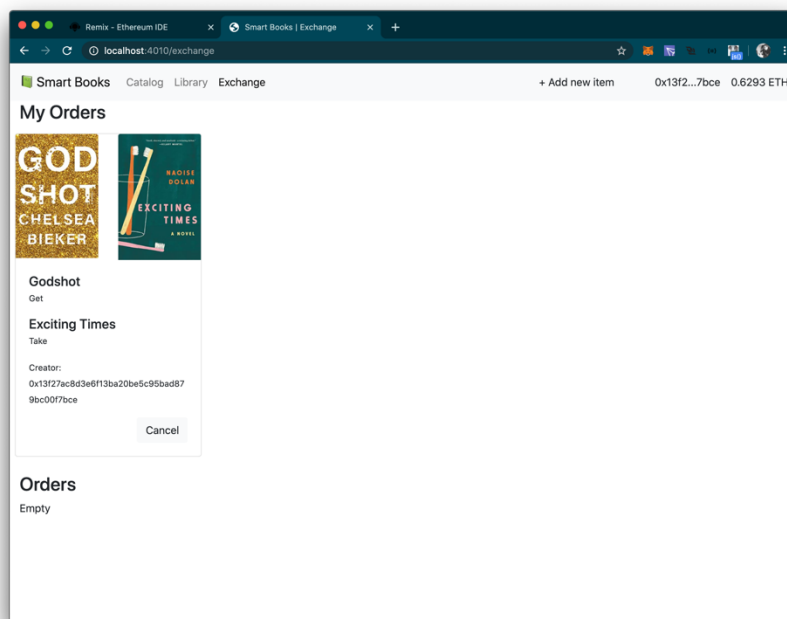 Remix - Ethereum IDE
Smart Books | Exchange
localhost:4010/exchange
Smart Books Catalog Library Exchange + Add new item 0x13f2...7bce 0.6293 ETH
My Orders
GOD
SHOT
CHELSEA
BIEKER
NAOISE
DOLAN
EXCITING
TIMES
A NOVEL
Godshot
Get
Exciting Times
Take
Creator:
0x13f27ac8d3e6f13ba20be5c95bad87
9bc00f7bce
Cancel
Orders
Empty